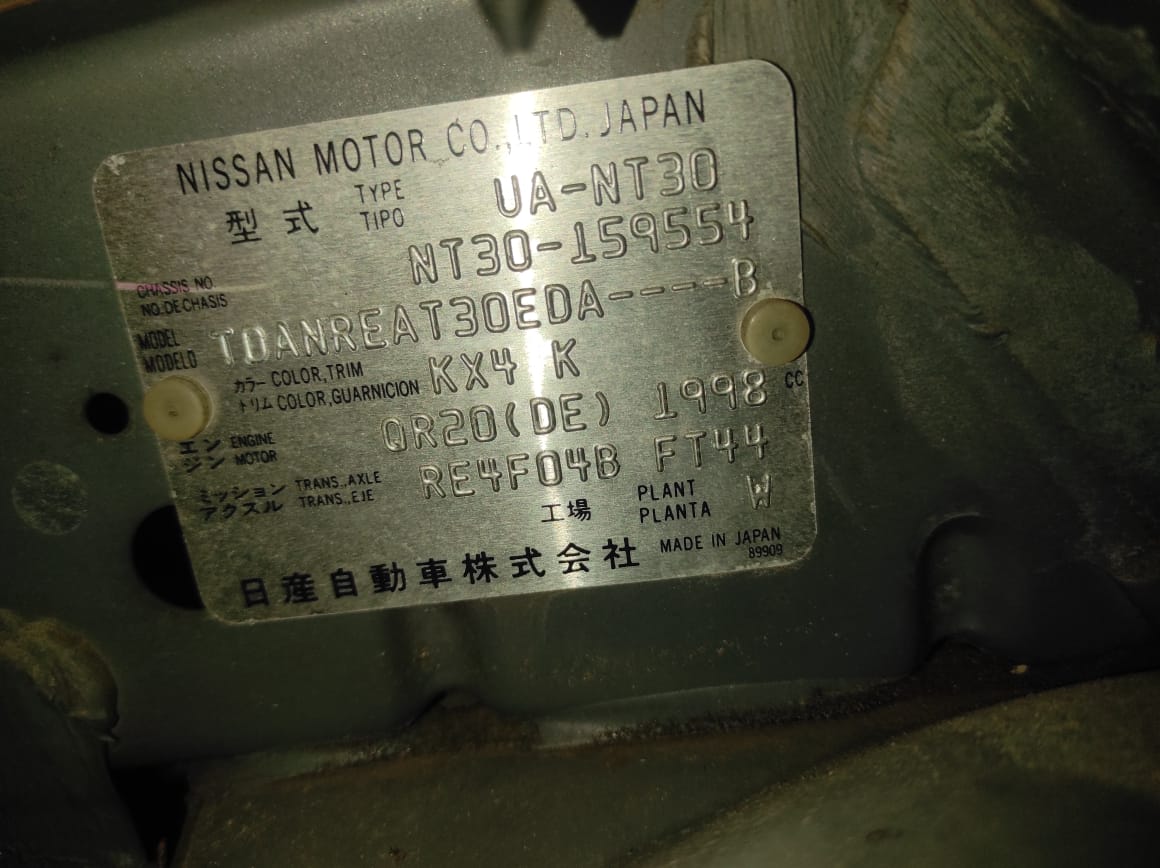 NISSAN MOTOR CO.,LTD. JAPAN
型式 TYPE TIPO UA-NT30
CHASSIS NO. NO.DE CHASIS NT30-159554
MODEL MODELO TDANREAT30EDA----B
カラー COLOR,TRIM トリム COLOR,GUARNICION KX4 K
エンジン ENGINE MOTOR QR20(DE) 1998 CC
ミッション アクスル TRANS.,AXLE TRANS.,EJE RE4F04B FT44
工場 PLANT PLANTA W
日産自動車株式会社 MADE IN JAPAN
89909